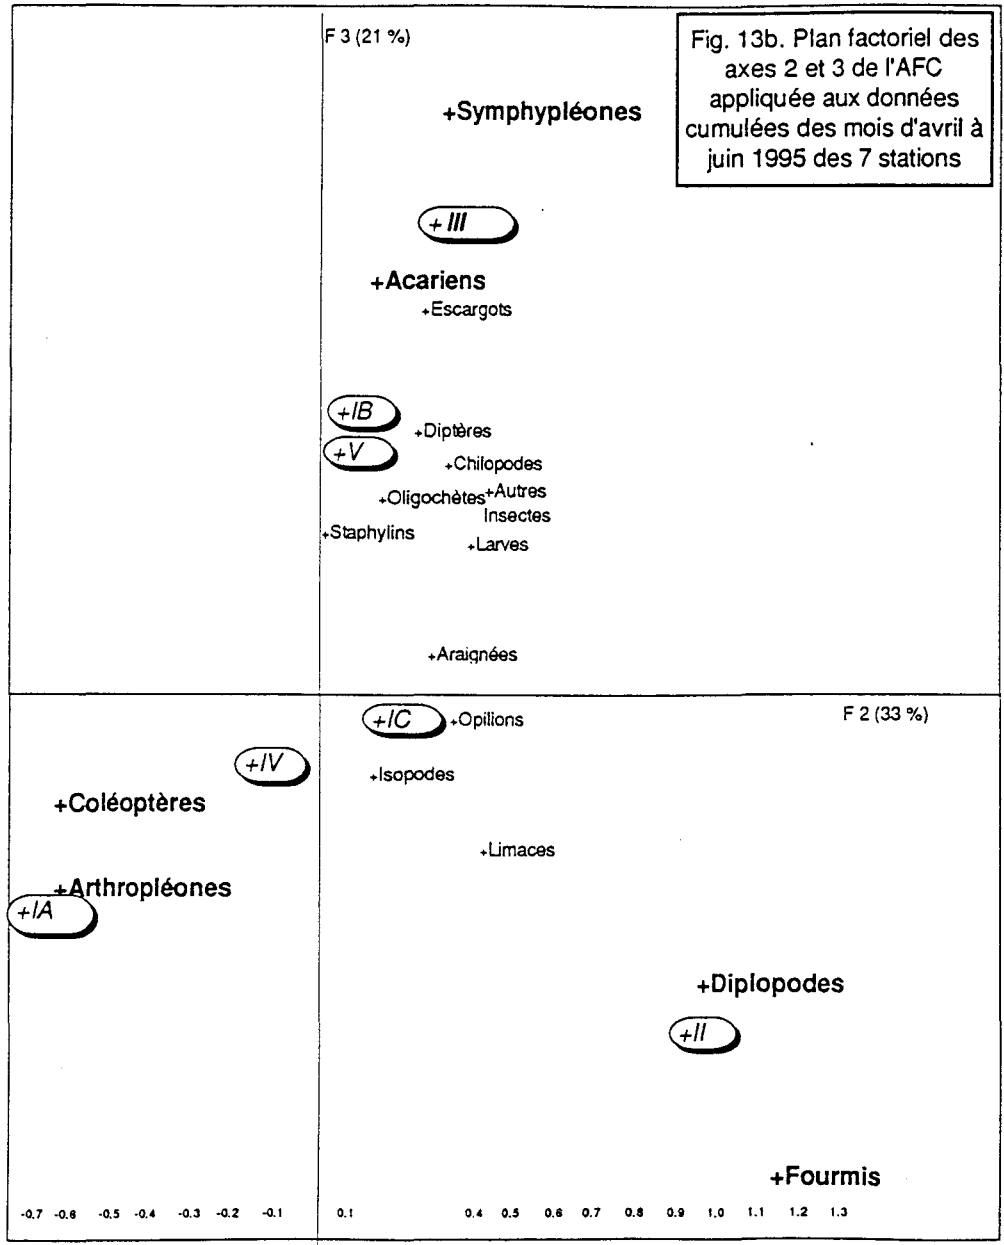 F 3 (21 %)
Fig. 13b. Plan factoriel des
axes 2 et 3 de l'AFC
appliquée aux données
cumulées des mois d'avril à
juin 1995 des 7 stations
+Symphypléones
+ III
+Acariens
+Escargots
+IB
+Diptères
+V
+Chilopodes
+Oligochètes
+Autres
Insectes
+Staphylins
+Larves
+Araignées
+IC
+Opilions
F 2 (33 %)
+IV
+Isopodes
+Coléoptères
+Limaces
+Arthropléones
+IA
+Diplopodes
+II
+Fourmis
-0.7 -0.6 -0.5 -0.4 -0.3 -0.2 -0.1 0.1 0.4 0.5 0.6 0.7 0.8 0.9 1.0 1.1 1.2 1.3